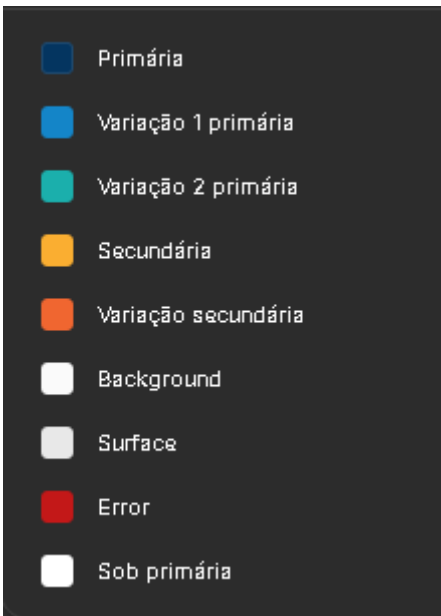 Primária
Variação 1 primária
Variação 2 primária
Secundária
Variação secundária
Background
Surface
Error
Sob primária